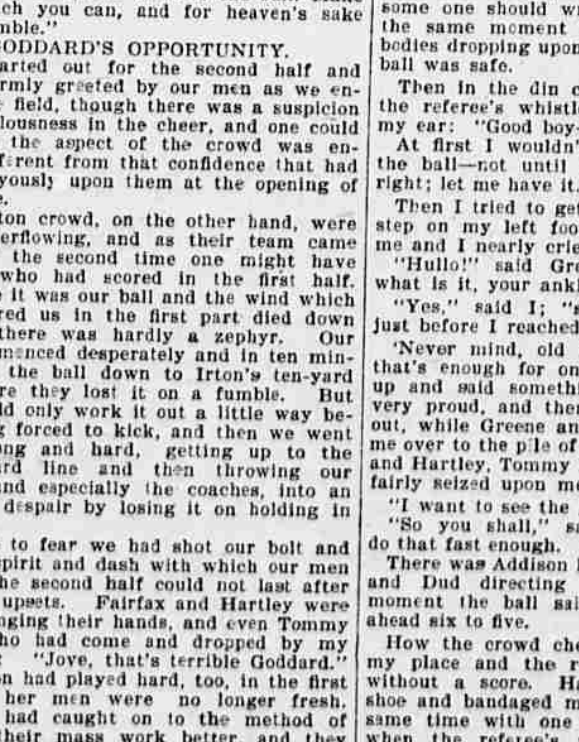 ch you can, and for heaven's sake
mble."
ODDARD'S OPPORTUNITY.
arted out for the second half and
rmly greeted by our men as we en-
field, though there was a suspicion
lousness in the cheer, and one could
the aspect of the crowd was en-
ferent from that confidence that had
yously upon them at the opening of
e.
ton crowd, on the other hand, were
erflowing, and as their team came
the second time one might have
who had scored in the first half.
it was our ball and the wind which
red us in the first part died down
there was hardly a zephyr. Our
menced desperately and in ten min-
the ball down to Irton's ten-yard
re they lost it on a fumble. But
ld only work it out a little way be-
g forced to kick, and then we went
ong and hard, getting up to the
ard line and then throwing our
and especially the coaches, into an
despair by losing it on holding in
to fear we had shot our bolt and
spirit and dash with which our men
he second half could not last after
upsets. Fairfax and Hartley were
nging their hands, and even Tommy
ho had come and dropped by my
"Jove, that's terrible Goddard."
n had played hard, too, in the first
her men were no longer fresh.
had caught on to the method of
their mass work better, and they
some one should w
the same moment
bodies dropping upon
ball was safe.
Then in the din c
the referee's whistl
my ear: "Good boy,
At first I wouldn'
the ball—not until
right; let me have it.
Then I tried to get
step on my left foo
me and I nearly crie
"Hullo!" said Gre
what is it, your ankl
"Yes," said I; "s
just before I reached
'Never mind, old
that's enough for on
up and said someth
very proud, and the
out, while Greene an
me over to the pile of
and Hartley, Tommy
fairly seized upon me
"I want to see the
"So you shall," sa
do that fast enough.
There was Addison
and Dud directing
moment the ball sai
ahead six to five.
How the crowd che
my place and the r
without a score. Ha
shoe and bandaged m
same time with one
when the referee's